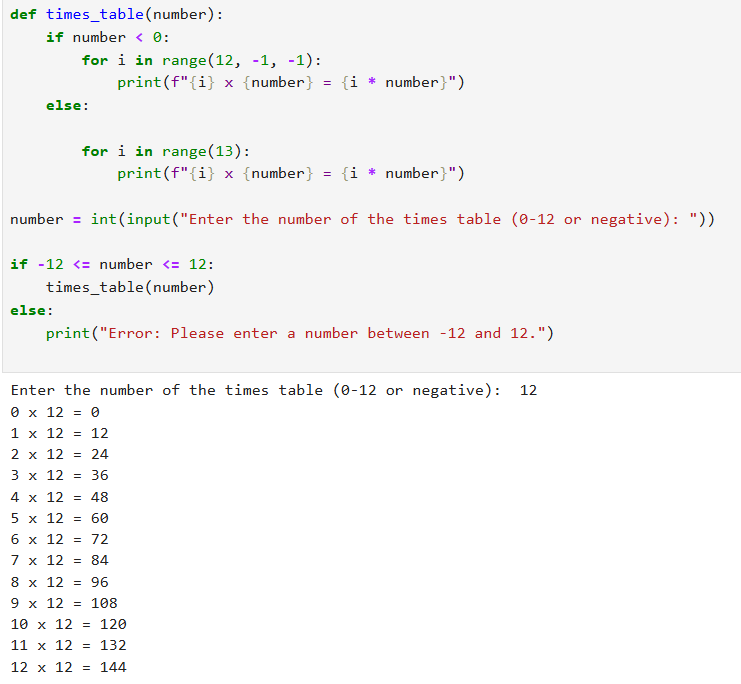 def times_table(number):
    if number < 0:
        for i in range(12, -1, -1):
            print(f"{i} x {number} = {i * number}")
    else:

        for i in range(13):
            print(f"{i} x {number} = {i * number}")

number = int(input("Enter the number of the times table (0-12 or negative): "))

if -12 <= number <= 12:
    times_table(number)
else:
    print("Error: Please enter a number between -12 and 12.")

Enter the number of the times table (0-12 or negative):  12
0 x 12 = 0
1 x 12 = 12
2 x 12 = 24
3 x 12 = 36
4 x 12 = 48
5 x 12 = 60
6 x 12 = 72
7 x 12 = 84
8 x 12 = 96
9 x 12 = 108
10 x 12 = 120
11 x 12 = 132
12 x 12 = 144